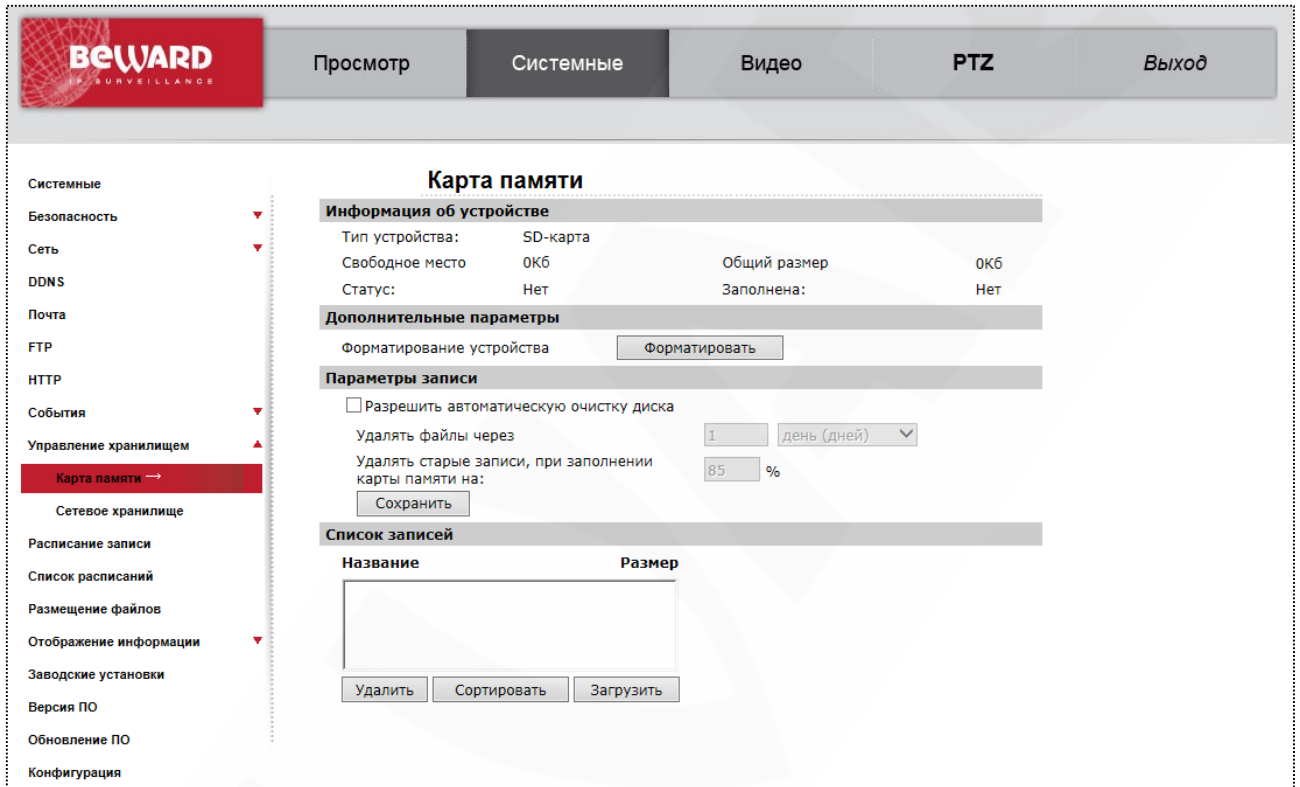 BEWARD
IP SURVEILLANCE
Просмотр Системные Видео PTZ Выход
Системные
Безопасность
Сеть
DDNS
Почта
FTP
HTTP
События
Управление хранилищем
Карта памяти →
Сетевое хранилище
Расписание записи
Список расписаний
Размещение файлов
Отображение информации
Заводские установки
Версия ПО
Обновление ПО
Конфигурация
Карта памяти
Информация об устройстве
Тип устройства: SD-карта
Свободное место 0Кб Общий размер 0Кб
Статус: Нет Заполнена: Нет
Дополнительные параметры
Форматирование устройства Форматировать
Параметры записи
Разрешить автоматическую очистку диска
Удалять файлы через 1 день (дней)
Удалять старые записи, при заполнении
карты памяти на: 85 %
Сохранить
Список записей
Название Размер
Удалить Сортировать Загрузить